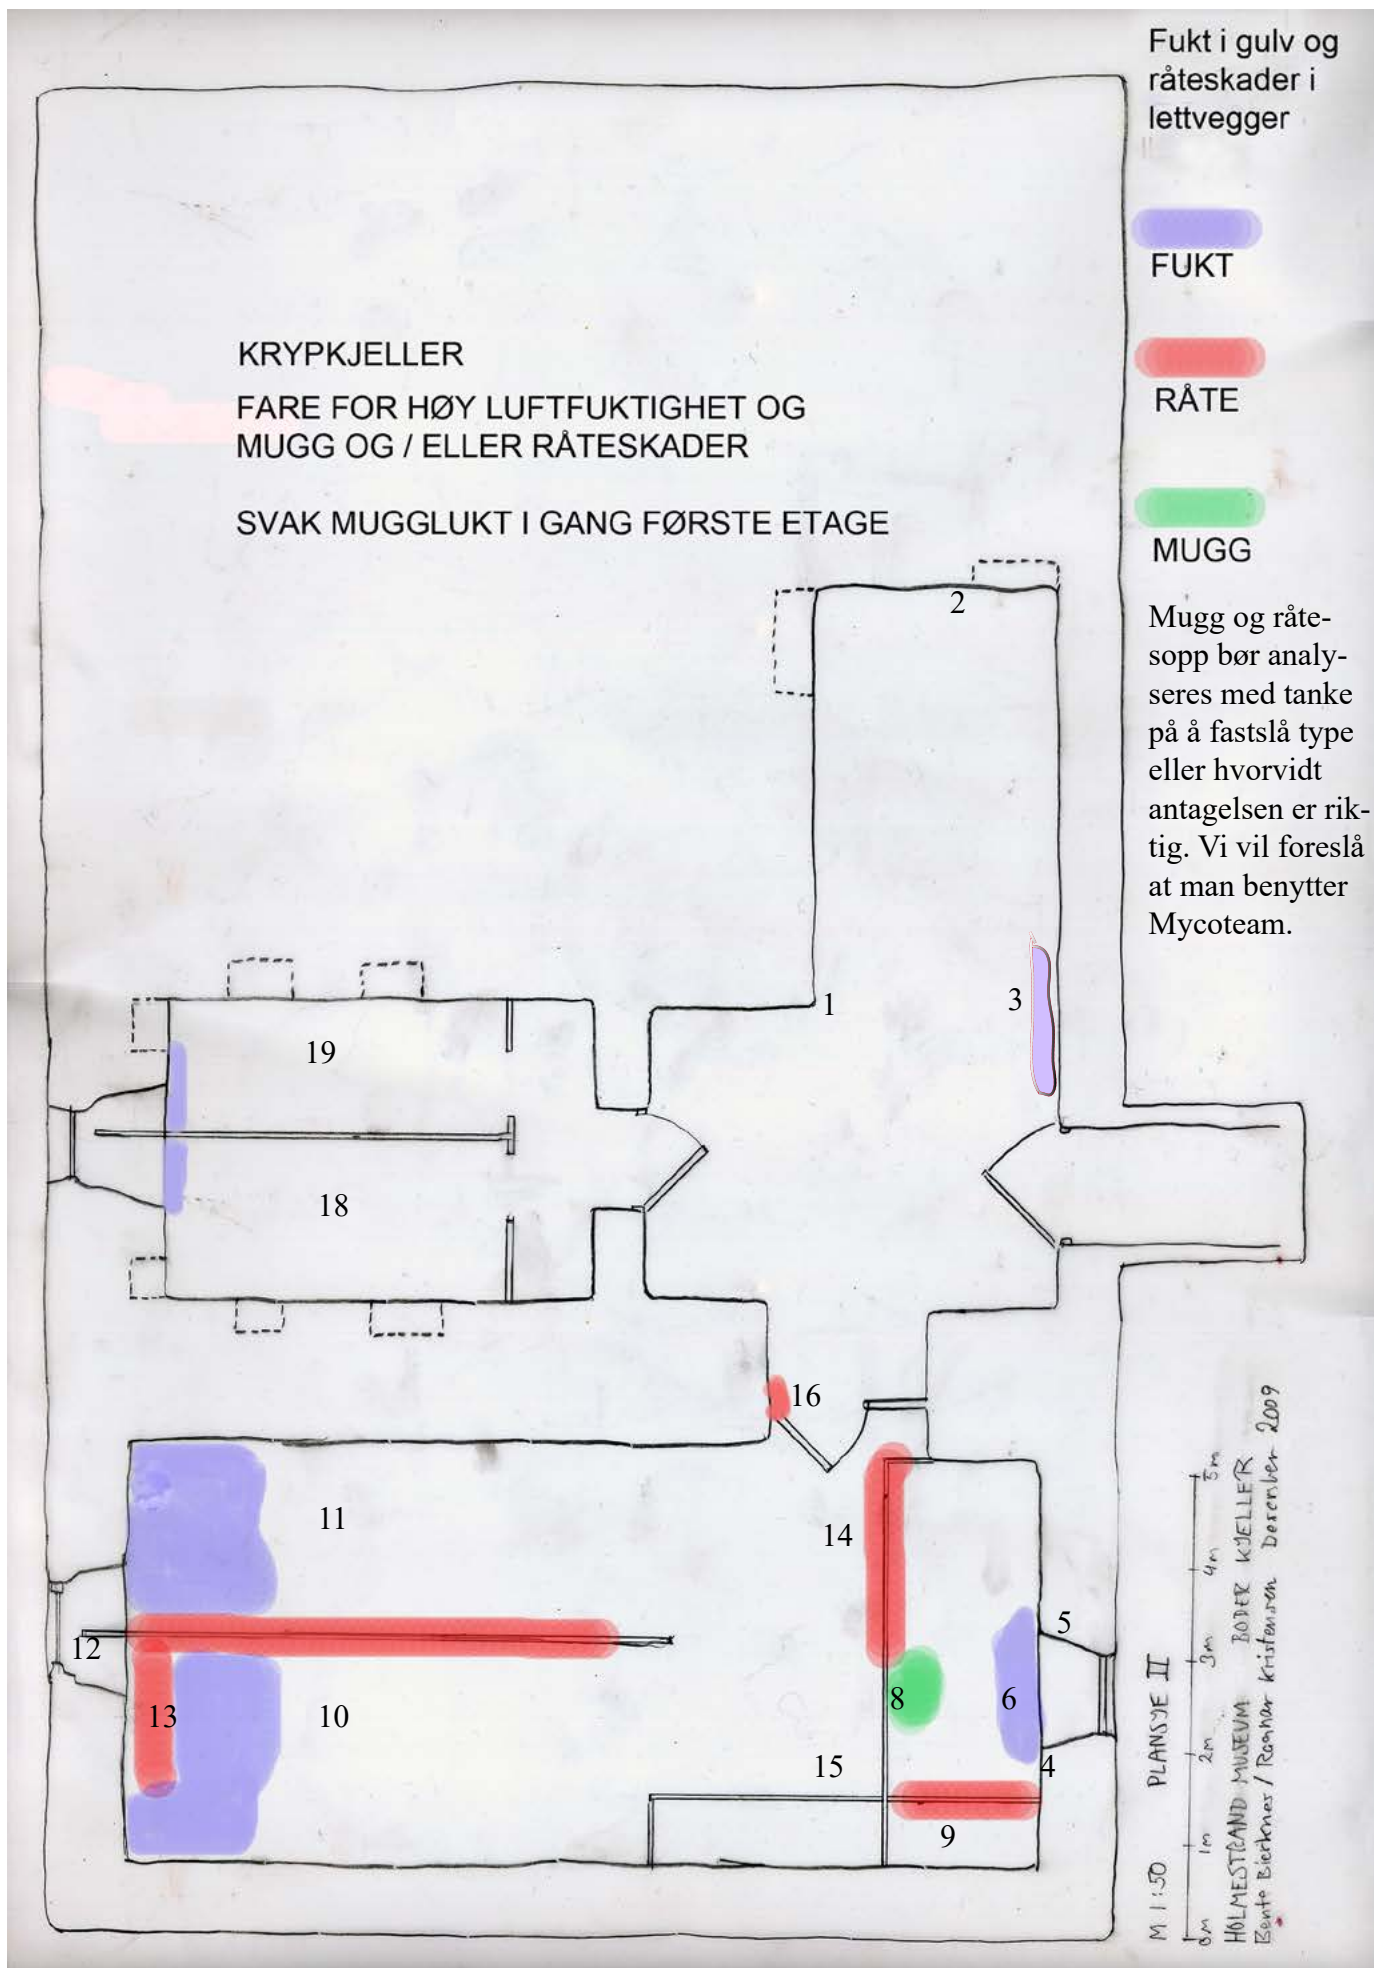 Fukt i gulv og
råteskader i
lettvegger
FUKT
RÅTE
MUGG
Mugg og råte-
sopp bør analy-
seres med tanke
på å fastslå type
eller hvorvidt
antagelsen er rik-
tig. Vi vil foreslå
at man benytter
Mycoteam.
KRYPKJELLER
FARE FOR HØY LUFTFUKTIGHET OG
MUGG OG / ELLER RÅTESKADER
SVAK MUGGLUKT I GANG FØRSTE ETAGE
2
1
3
19
18
16
11
14
5
12
13
10
8
6
15
4
9
M 1:50 PLANSJE II
0m 1m 2m 3m 4m 5m
HOLMESTRAND MUSEUM BODER KJELLER
Bente Bjerknes / Ragnar Kristensen Desember 2009